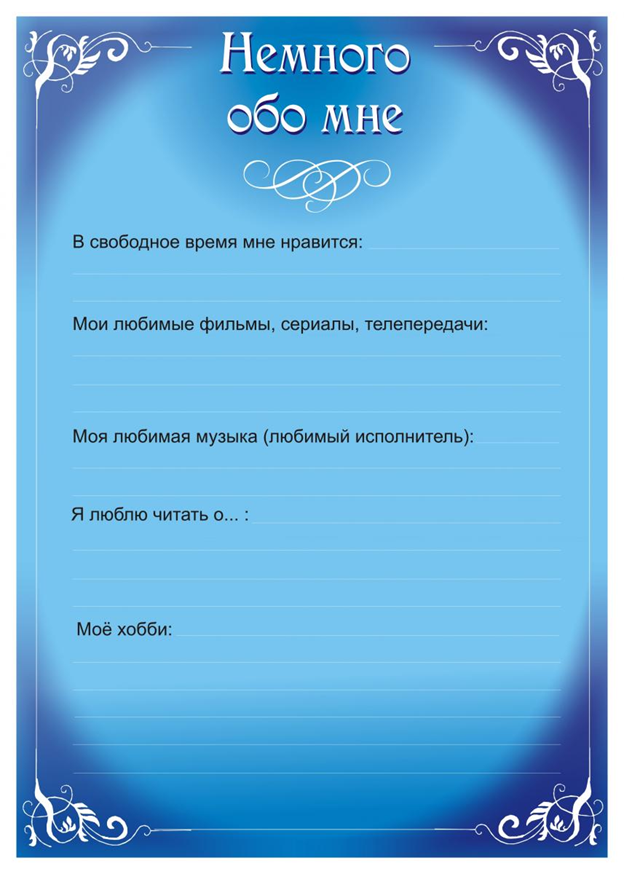 Немного
обо мне
В свободное время мне нравится:
Мои любимые фильмы, сериалы, телепередачи:
Моя любимая музыка (любимый исполнитель):
Я люблю читать о... :
Моё хобби: